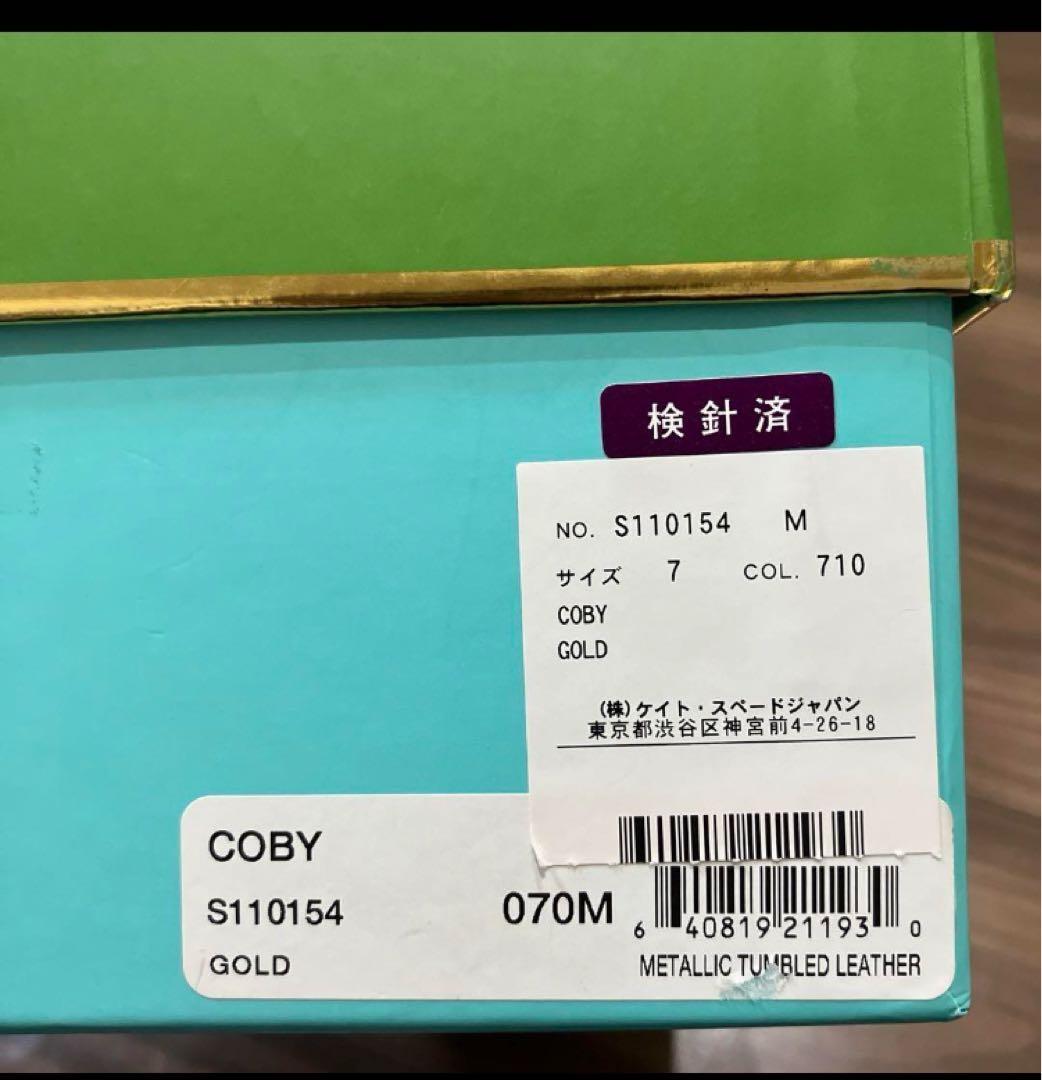 検針済
NO. S110154 M
サイズ 7 COL. 710
COBY
GOLD
(株)ケイト・スペードジャパン
東京都渋谷区神宮前4-26-18
COBY
S110154 070M
6 40819 21193 0
GOLD METALLIC TUMBLED LEATHER